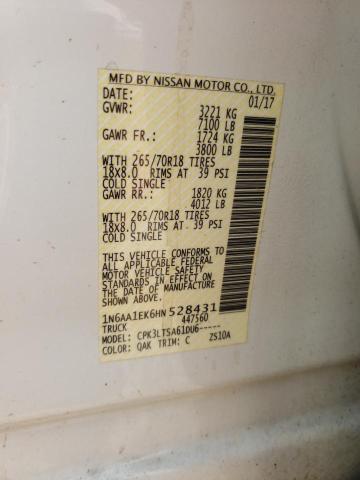 MFD BY NISSAN MOTOR CO., LTD.
DATE: 01/17
GVWR: 3221 KG
7100 LB
GAWR FR.: 1724 KG
3800 LB
WITH 265/70R18 TIRES
18X8.0 RIMS AT 39 PSI
COLD SINGLE
GAWR RR.: 1820 KG
4012 LB
WITH 265/70R18 TIRES
18X8.0 RIMS AT 39 PSI
COLD SINGLE
THIS VEHICLE CONFORMS TO
ALL APPLICABLE FEDERAL
MOTOR VEHICLE SAFETY
STANDARDS IN EFFECT ON
THE DATE OF MANUFACTURE
SHOWN ABOVE.
1N6AA1EK6HN528431
TRUCK 447560
MODEL: CPK3LTSA61DU6-----
COLOR: QAK TRIM: C ZS10A